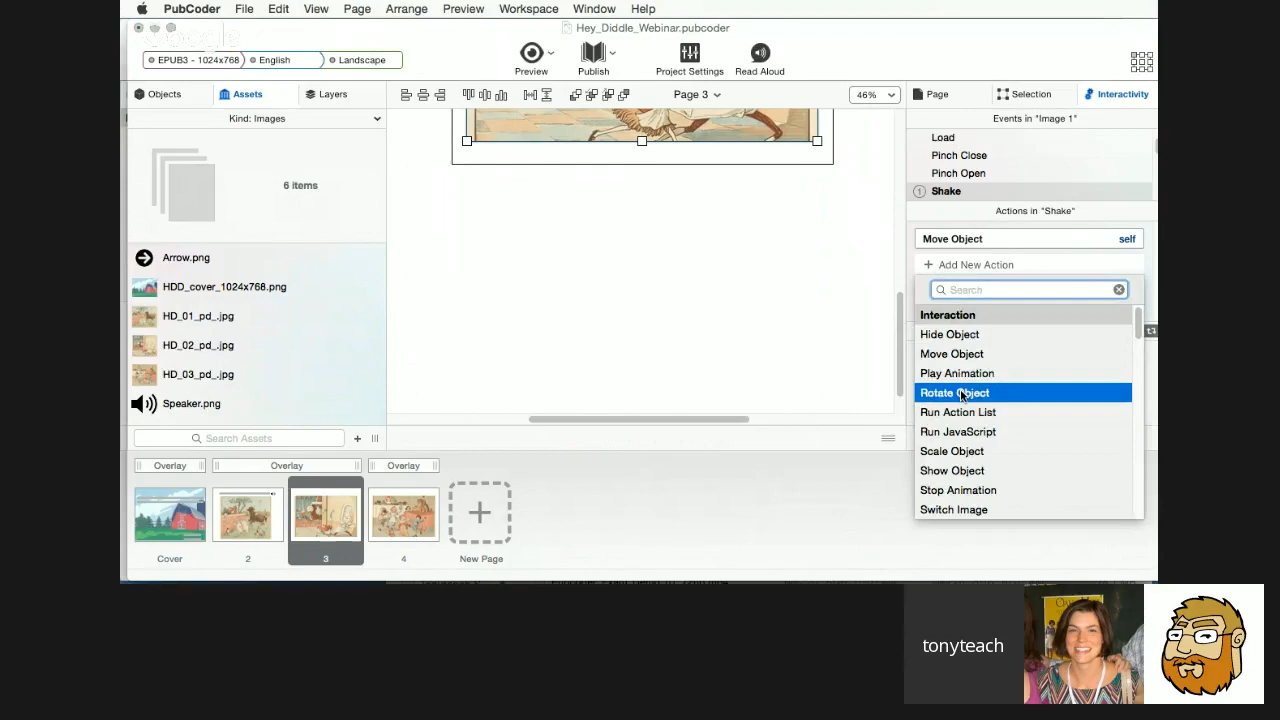 PubCoder File Edit View Page Arrange Preview Workspace Window Help
Hey_Diddle_Webinar.pubcoder
Google
EPUB3 - 1024x768 English Landscape
Preview Publish Project Settings Read Aloud
Objects Assets Layers Page 3 46% Page Selection Interactivity
Kind: Images
Events in "Image 1"
Load
Pinch Close
Pinch Open
6 items
1 Shake
Actions in "Shake"
Move Object self
Arrow.png
Add New Action
HDD_cover_1024x768.png
Search
HD_01_pd_.jpg
Interaction
Hide Object
HD_02_pd_.jpg
Move Object
HD_03_pd_.jpg
Play Animation
Rotate Object
Speaker.png
Run Action List
Run JavaScript
Search Assets
Scale Object
Overlay Overlay Overlay
Show Object
Stop Animation
Switch Image
Cover 2 3 4 New Page
tonyteach